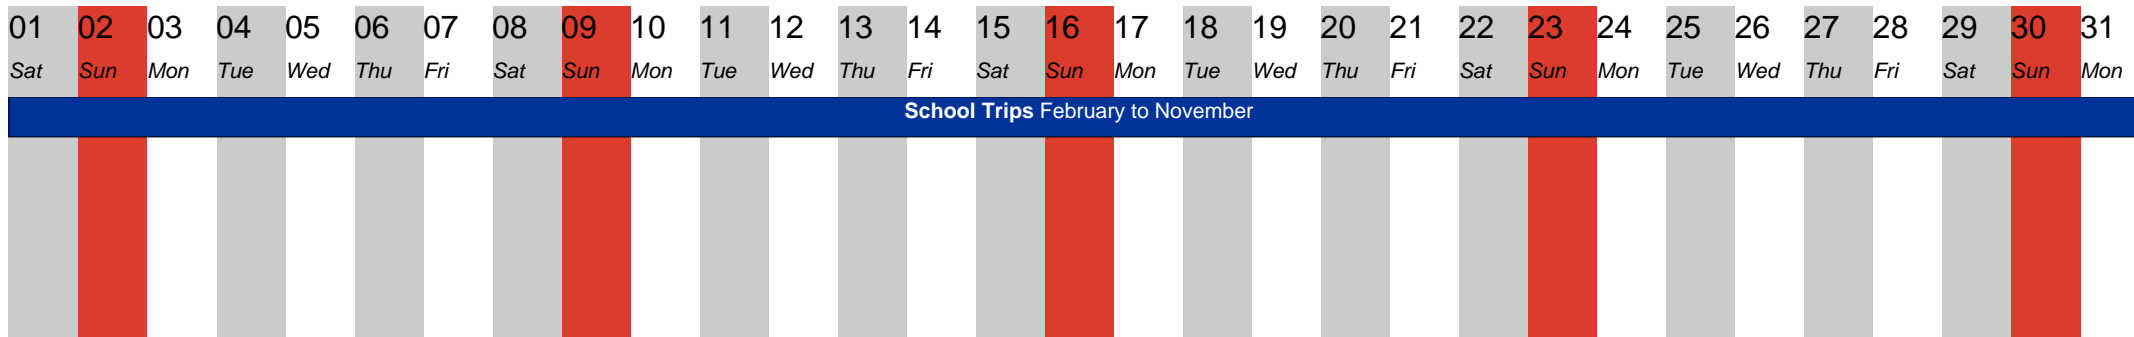 01 02 03 04 05 06 07 08 09 10 11 12 13 14 15 16 17 18 19 20 21 22 23 24 25 26 27 28 29 30 31
Sat Sun Mon Tue Wed Thu Fri Sat Sun Mon Tue Wed Thu Fri Sat Sun Mon Tue Wed Thu Fri Sat Sun Mon Tue Wed Thu Fri Sat Sun Mon
School Trips February to November